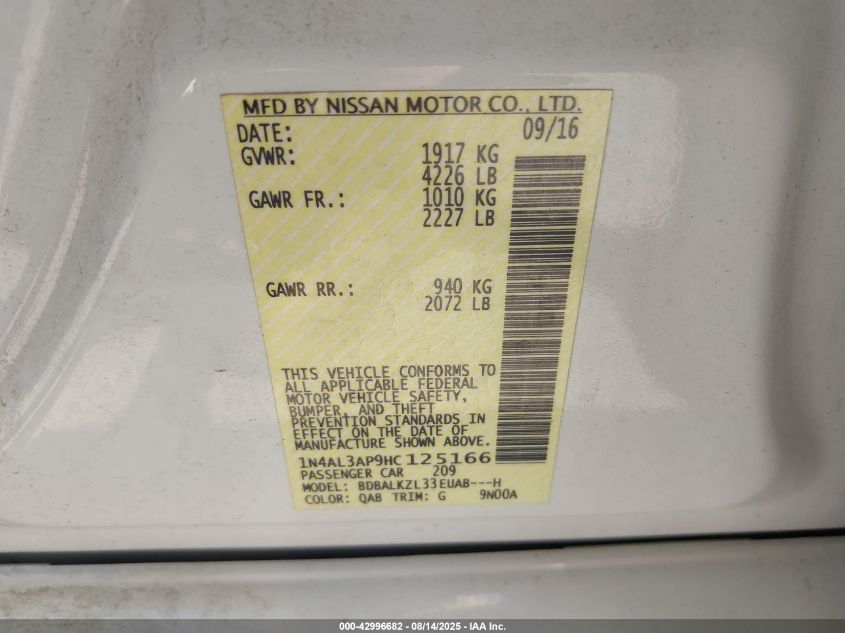 MFD BY NISSAN MOTOR CO., LTD.
DATE: 09/16
GVWR: 1917 KG
4226 LB
GAWR FR.: 1010 KG
2227 LB
GAWR RR.: 940 KG
2072 LB
THIS VEHICLE CONFORMS TO
ALL APPLICABLE FEDERAL
MOTOR VEHICLE SAFETY,
BUMPER, AND THEFT
PREVENTION STANDARDS IN
EFFECT ON THE DATE OF
MANUFACTURE SHOWN ABOVE.
1N4AL3AP9HC125166
PASSENGER CAR 209
MODEL: BDBALKZL33EUAB---H
COLOR: QAB TRIM: G 9N00A
000-42996682 - 08/14/2025 - IAA Inc.